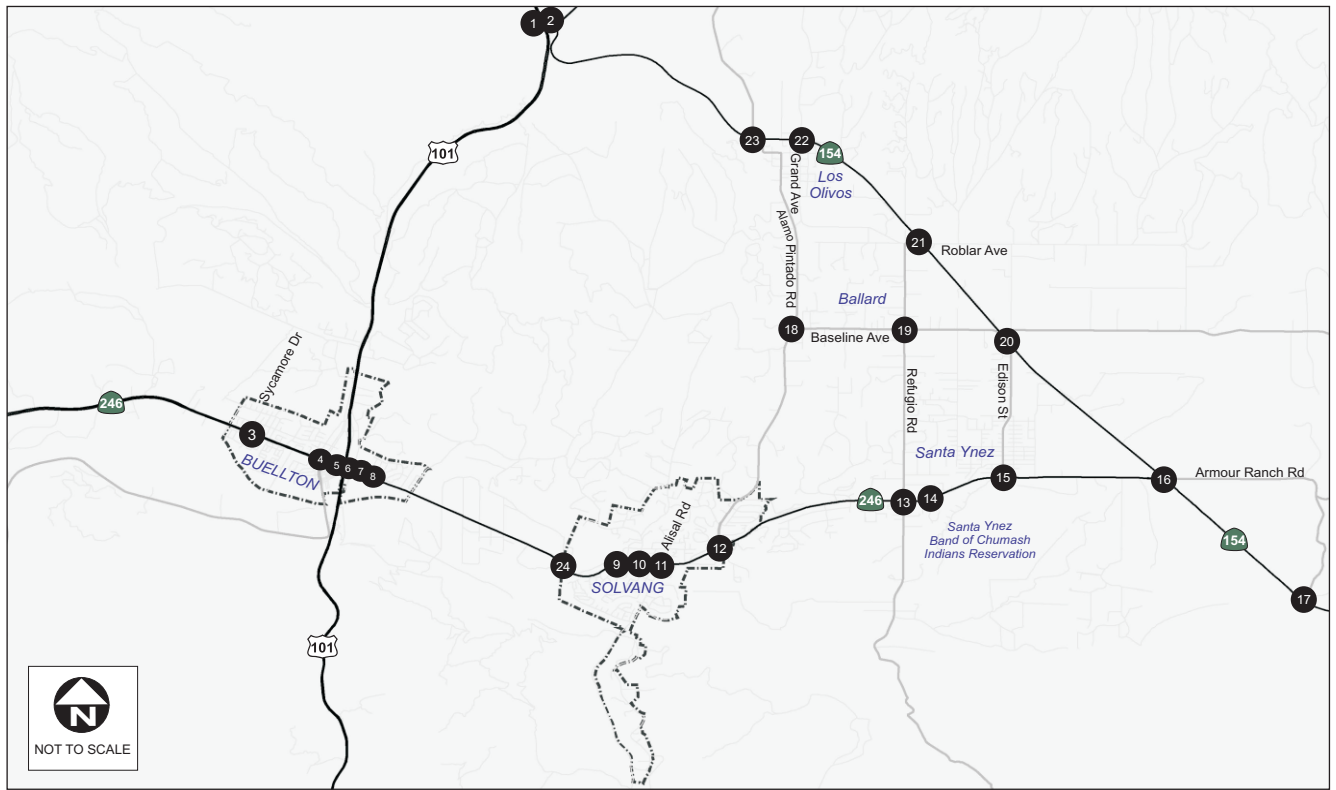 1
2
101
23
22
154
Grand Ave
Los
Olivos
Alamo Pintado Rd
21
Roblar Ave
Ballard
18
Baseline Ave
19
20
Sycamore Dr
246
Refugio Rd
Edison St
3
4
5
6
7
8
BUELLTON
Santa Ynez
15
16
Armour Ranch Rd
246
13
14
Alisal Rd
12
Santa Ynez
Band of Chumash
Indians Reservation
154
24
9
10
11
SOLVANG
17
101
N
NOT TO SCALE